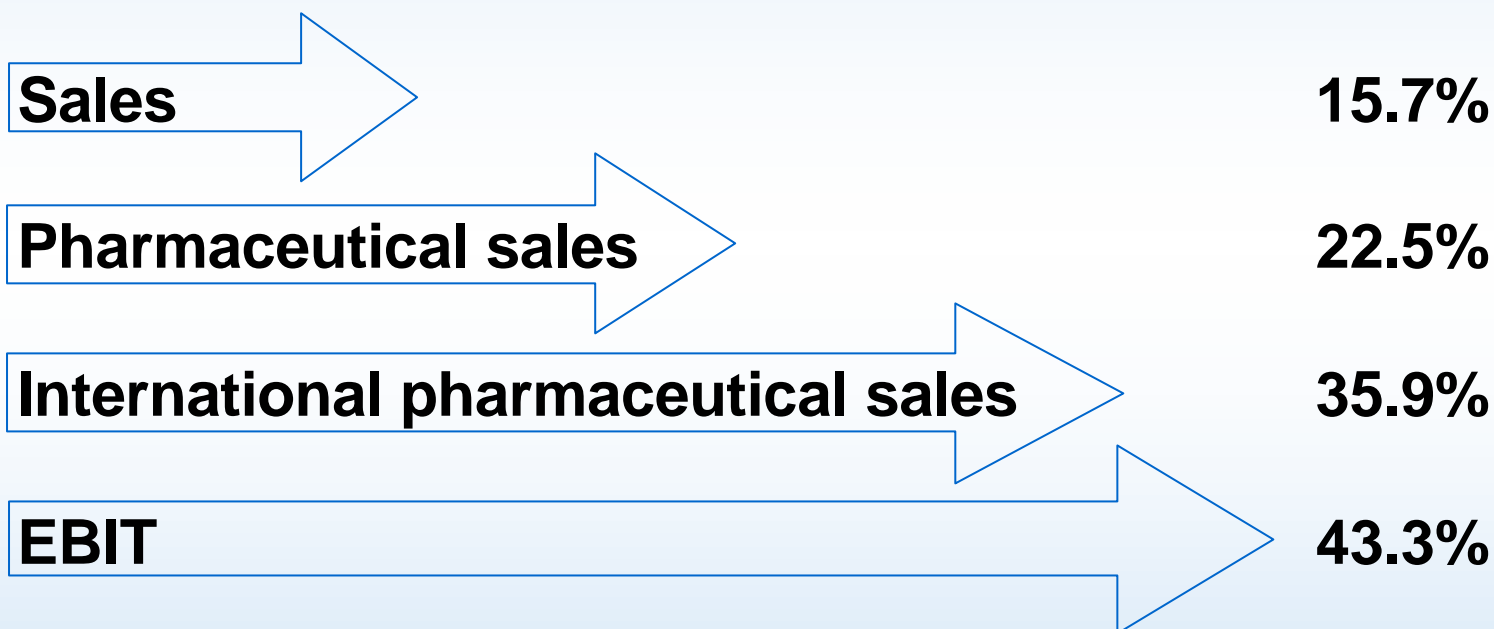 Sales 15.7%
Pharmaceutical sales 22.5%
International pharmaceutical sales 35.9%
EBIT 43.3%